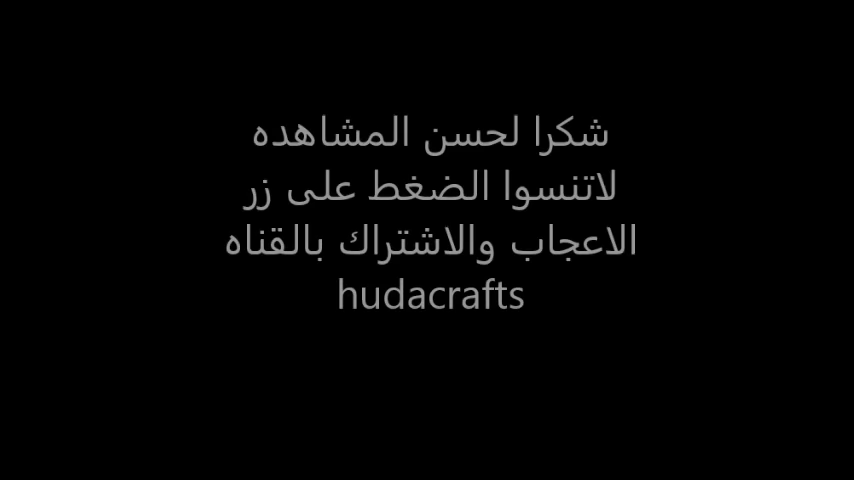 شكرا لحسن المشاهده
لاتنسوا الضغط على زر
الاعجاب والاشتراك بالقناه
hudacrafts